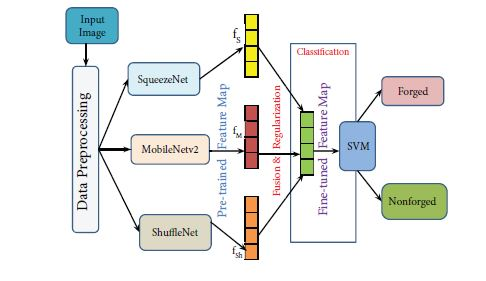 Input
Image
Data Preprocessing
SqueezeNet
MobileNetv2
ShuffleNet
fS
fM
fSh
Pre-trained Feature Map
Fusion & Regularization
Classification
Fine-tuned Feature Map
SVM
Forged
Nonforged